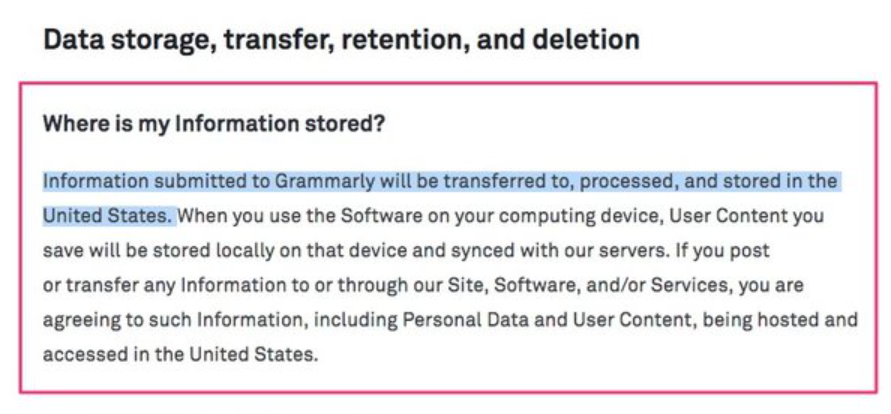 Data storage, transfer, retention, and deletion
Where is my Information stored?
Information submitted to Grammarly will be transferred to, processed, and stored in the
United States. When you use the Software on your computing device, User Content you
save will be stored locally on that device and synced with our servers. If you post
or transfer any Information to or through our Site, Software, and/or Services, you are
agreeing to such Information, including Personal Data and User Content, being hosted and
accessed in the United States.